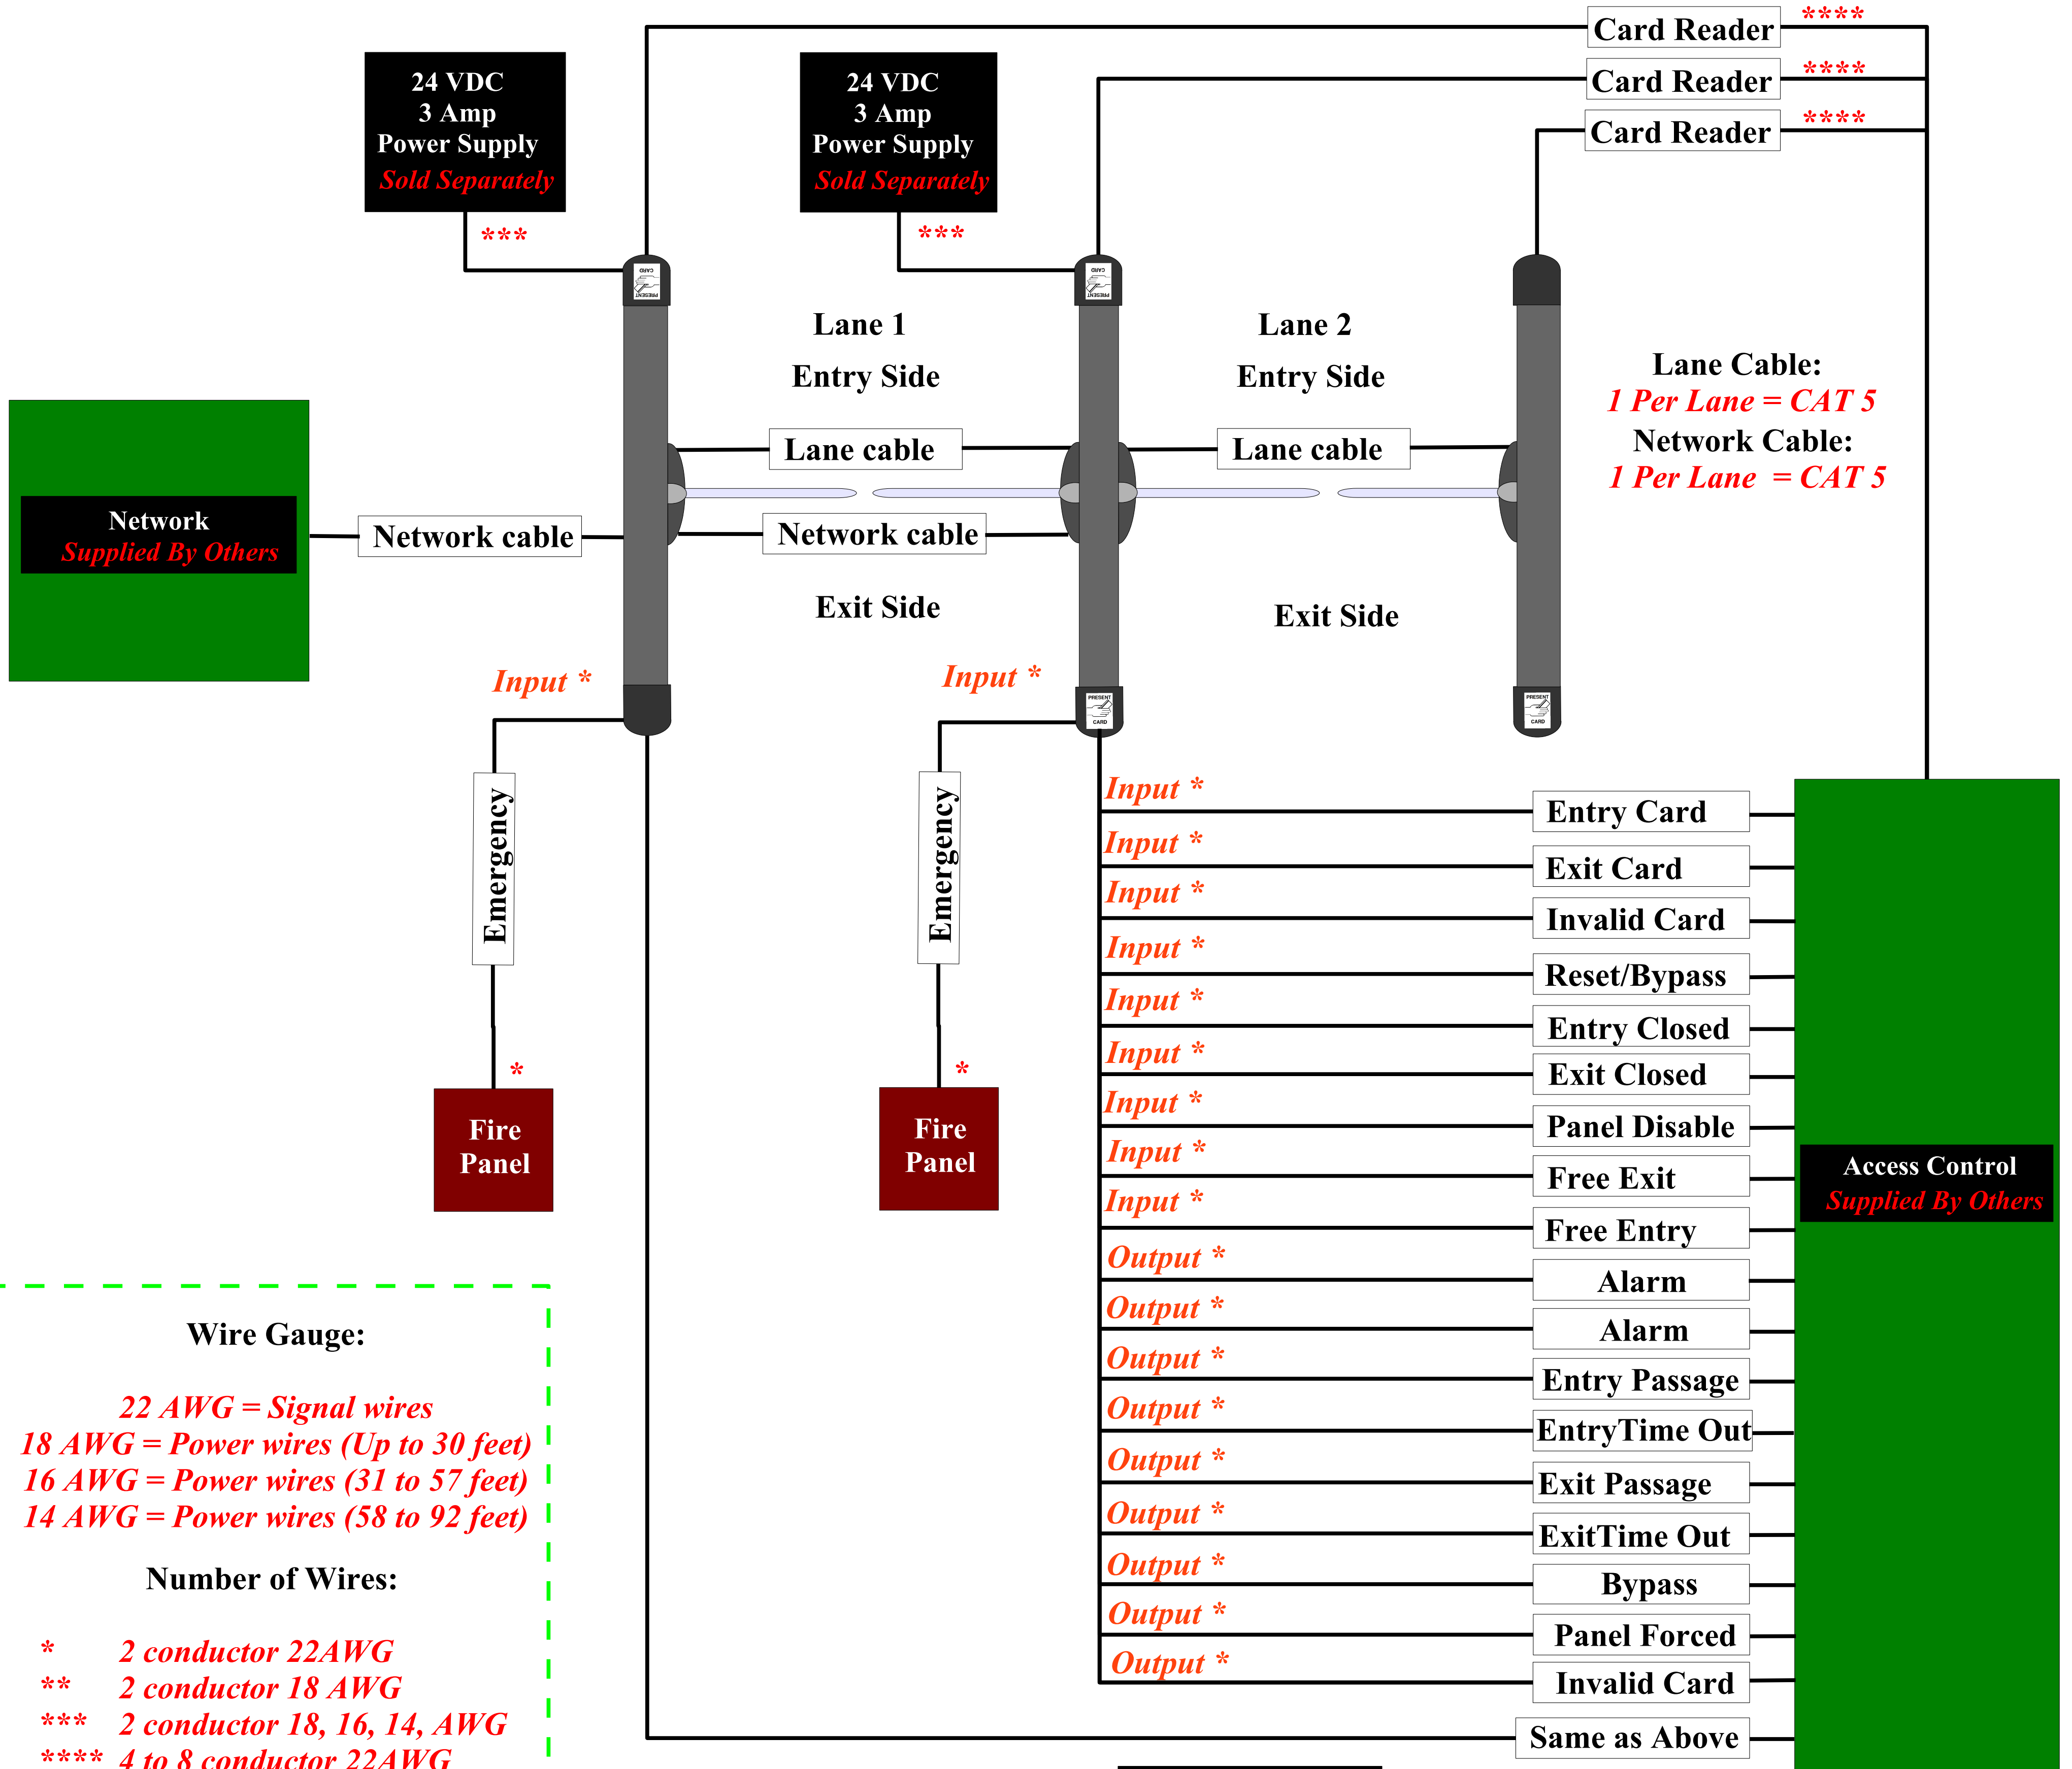 Card Reader ****
Card Reader ****
Card Reader ****
24 VDC
3 Amp
Power Supply
Sold Separately
***
24 VDC
3 Amp
Power Supply
Sold Separately
***
PRESENT
CARD
PRESENT
CARD
Lane 1
Entry Side
Lane 2
Entry Side
Lane Cable:
1 Per Lane = CAT 5
Network Cable:
1 Per Lane = CAT 5
Lane cable
Lane cable
Network
Supplied By Others
Network cable
Network cable
Exit Side
Exit Side
Input *
Input *
PRESENT
CARD
PRESENT
CARD
Emergency
Emergency
*
*
Fire
Panel
Fire
Panel
Input *
Entry Card
Input *
Exit Card
Input *
Invalid Card
Input *
Reset/Bypass
Input *
Entry Closed
Input *
Exit Closed
Input *
Panel Disable
Input *
Free Exit
Input *
Free Entry
Output *
Alarm
Output *
Alarm
Output *
Entry Passage
Output *
EntryTime Out
Output *
Exit Passage
Output *
ExitTime Out
Output *
Bypass
Output *
Panel Forced
Output *
Invalid Card
Same as Above
Access Control
Supplied By Others
Wire Gauge:
22 AWG = Signal wires
18 AWG = Power wires (Up to 30 feet)
16 AWG = Power wires (31 to 57 feet)
14 AWG = Power wires (58 to 92 feet)
Number of Wires:
* 2 conductor 22AWG
** 2 conductor 18 AWG
*** 2 conductor 18, 16, 14, AWG
**** 4 to 8 conductor 22AWG